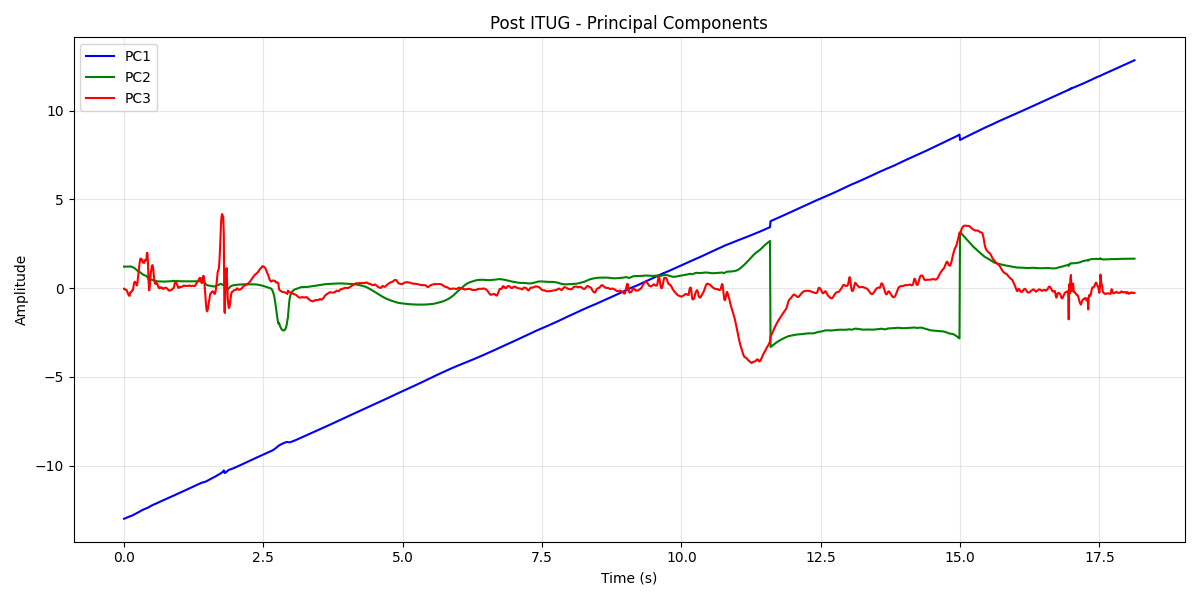 Post ITUG - Principal Components
PC1
PC2
PC3
Amplitude
10
5
0
−5
−10
0.0 2.5 5.0 7.5 10.0 12.5 15.0 17.5
Time (s)